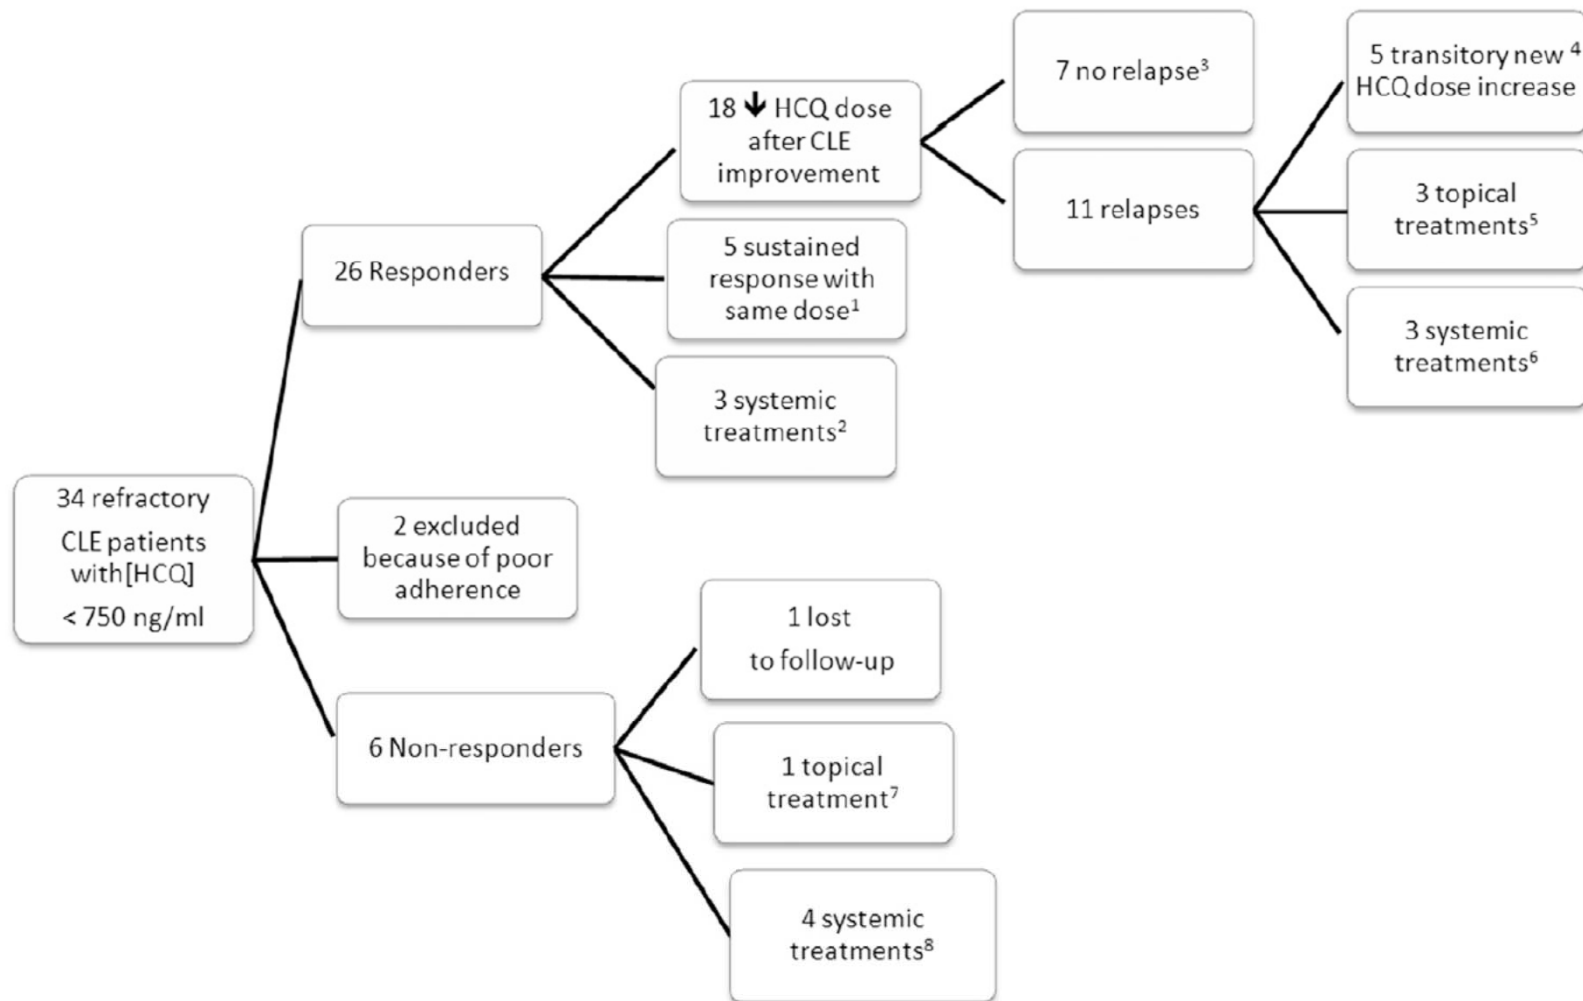 34 refractory
CLE patients
with[HCQ]
< 750 ng/ml
26 Responders
2 excluded
because of poor
adherence
6 Non-responders
18 ↓ HCQ dose
after CLE
improvement
5 sustained
response with
same dose¹
3 systemic
treatments²
1 lost
to follow-up
1 topical
treatment⁷
4 systemic
treatments⁸
7 no relapse³
11 relapses
5 transitory new ⁴
HCQ dose increase
3 topical
treatments⁵
3 systemic
treatments⁶